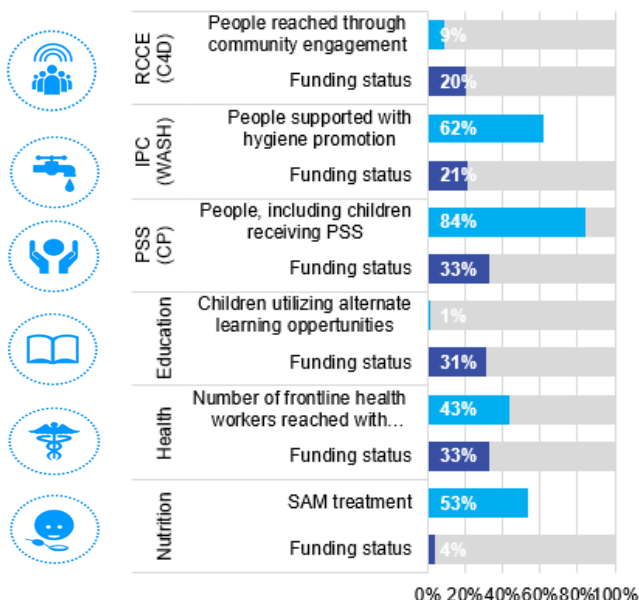 RCCE
(C4D)
People reached through
community engagement
9%
Funding status
20%
IPC
(WASH)
People supported with
hygiene promotion
62%
Funding status
21%
PSS
(CP)
People, including children
receiving PSS
84%
Funding status
33%
Education
Children utilizing alternate
learning oppertunities
1%
Funding status
31%
Health
Number of frontline health
workers reached with...
43%
Funding status
33%
Nutrition
SAM treatment
53%
Funding status
4%
0% 20% 40% 60% 80% 100%